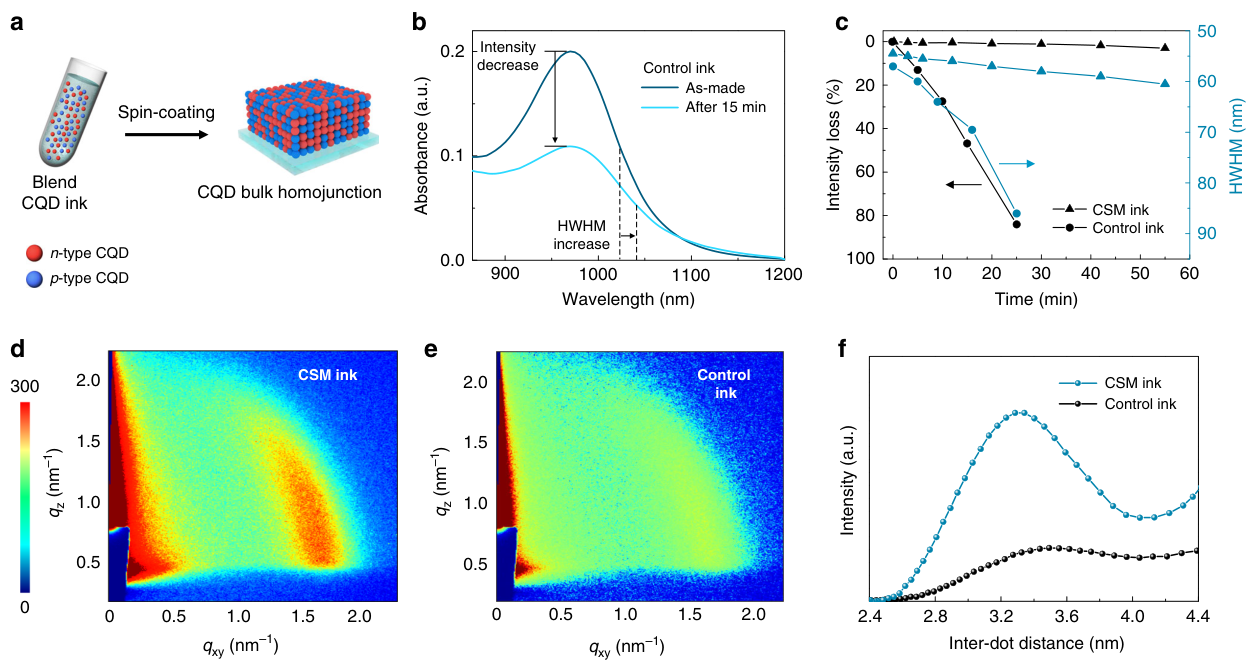 a
Spin-coating
Blend
CQD ink
CQD bulk homojunction
n-type CQD
p-type CQD
b
Absorbance (a.u.)
0.2
0.1
0.0
Intensity
decrease
Control ink
As-made
After 15 min
HWHM
increase
900
1000
1100
1200
Wavelength (nm)
c
Intensity loss (%)
0
20
40
60
80
100
50
60
70
80
90
HWHM (nm)
CSM ink
Control ink
0
10
20
30
40
50
60
Time (min)
d
300
0
CSM ink
qz (nm–1)
2.0
1.5
1.0
0.5
0
0.5
1.0
1.5
2.0
qxy (nm–1)
e
Control
ink
qz (nm–1)
2.0
1.5
1.0
0.5
0
0.5
1.0
1.5
2.0
qxy (nm–1)
f
Intensity (a.u.)
CSM ink
Control ink
2.4
2.8
3.2
3.6
4.0
4.4
Inter-dot distance (nm)